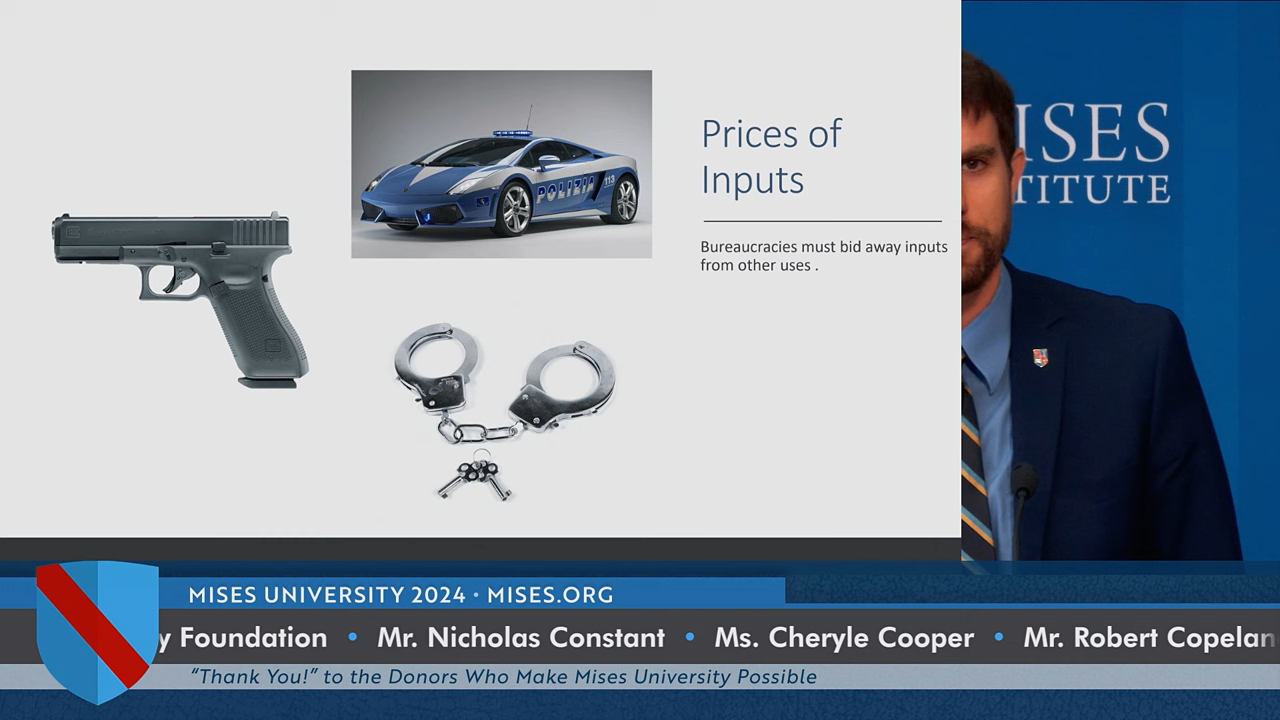 Prices of
Inputs
Bureaucracies must bid away inputs
from other uses .
POLIZIA
113
ISES
TITUTE
MISES UNIVERSITY 2024 • MISES.ORG
y Foundation • Mr. Nicholas Constant • Ms. Cheryle Cooper • Mr. Robert Copelan
“Thank You!” to the Donors Who Make Mises University Possible